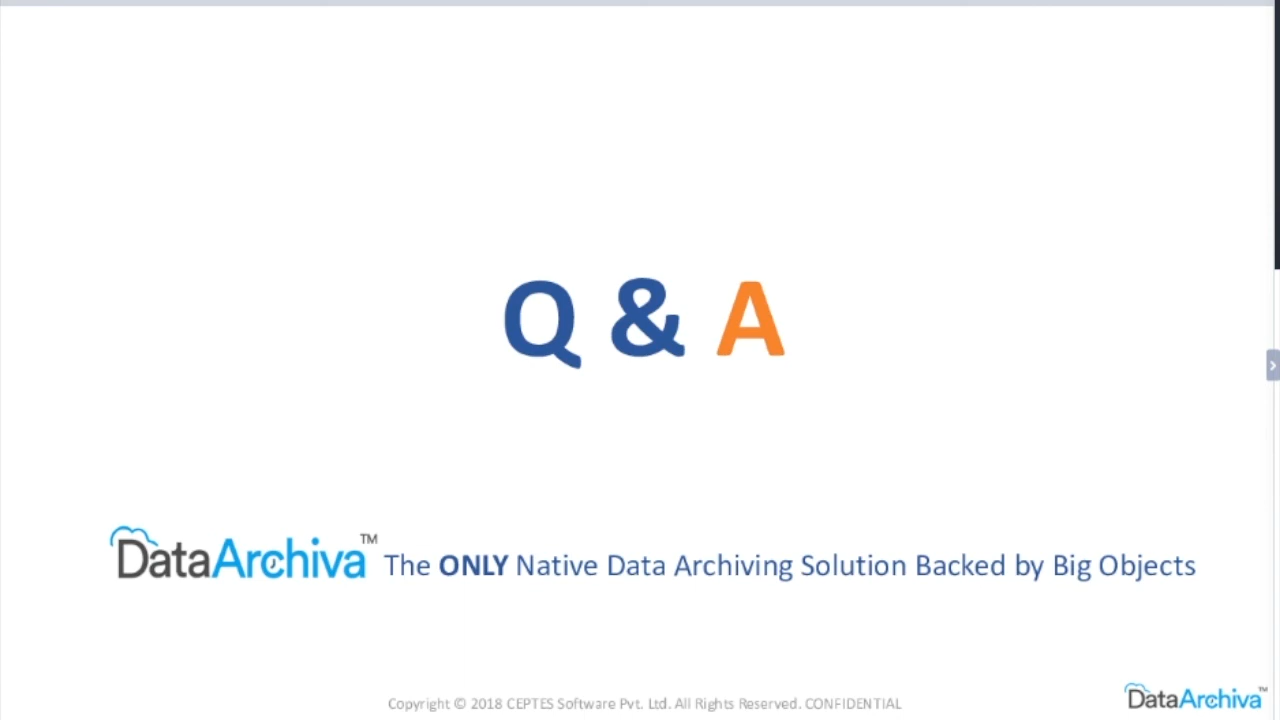 Q & A
DataArchiva™ The ONLY Native Data Archiving Solution Backed by Big Objects
Copyright © 2018 CEPTES Software Pvt. Ltd. All Rights Reserved. CONFIDENTIAL
DataArchiva™